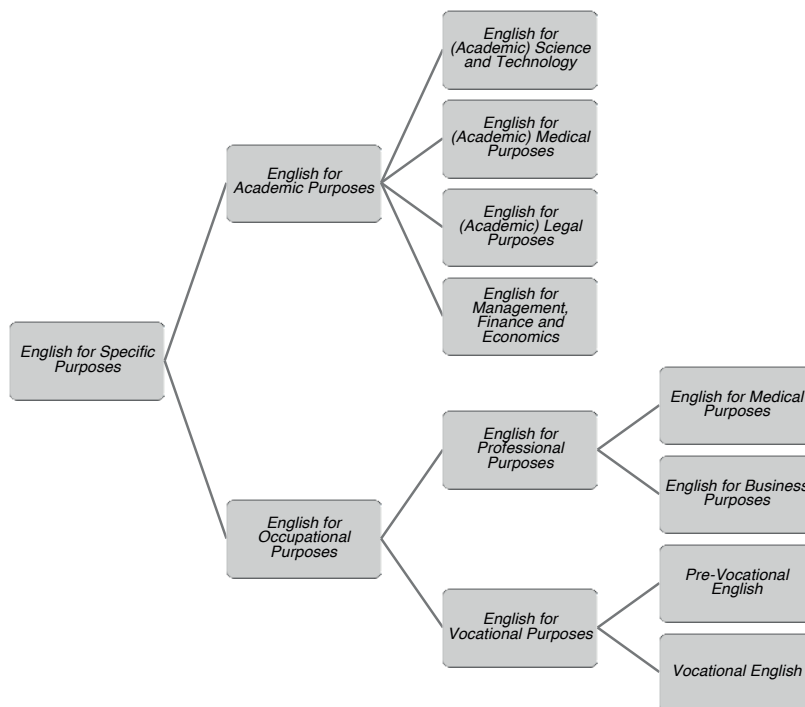 English for
(Academic) Science
and Technology
English for
(Academic) Medical
Purposes
English for
Academic Purposes
English for
(Academic) Legal
Purposes
English for
Management,
Finance and
Economics
English for Specific
Purposes
English for Medical
Purposes
English for
Professional
Purposes
English for Business
Purposes
English for
Occupational
Purposes
Pre-Vocational
English
English for
Vocational Purposes
Vocational English